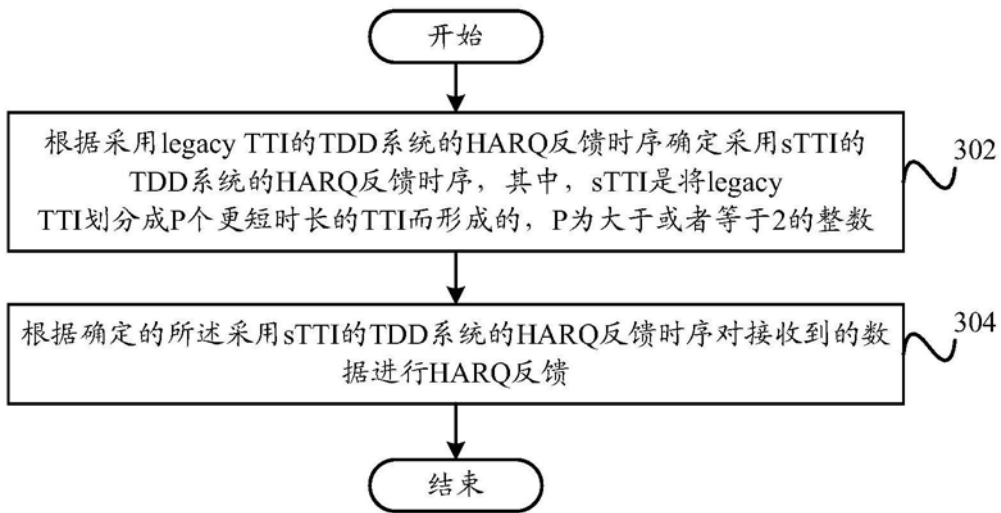 开始
根据采用legacy TTI的TDD系统的HARQ反馈时序确定采用sTTI的
TDD系统的HARQ反馈时序，其中，sTTI是将legacy
TTI划分成P个更短时长的TTI而形成的，P为大于或者等于2的整数
302
根据确定的所述采用sTTI的TDD系统的HARQ反馈时序对接收到的数
据进行HARQ反馈
304
结束